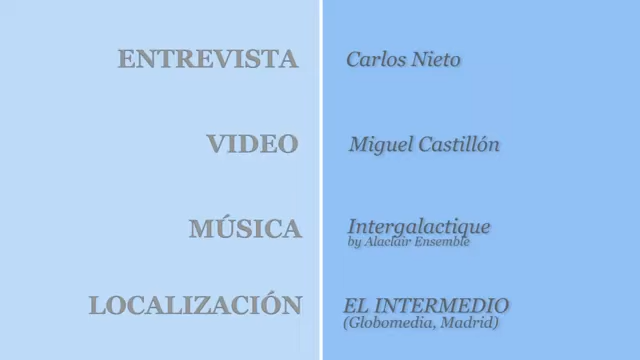 ENTREVISTA Carlos Nieto
VIDEO Miguel Castillón
MÚSICA Intergalactique
by Alaclair Ensemble
LOCALIZACIÓN EL INTERMEDIO
(Globomedia, Madrid)